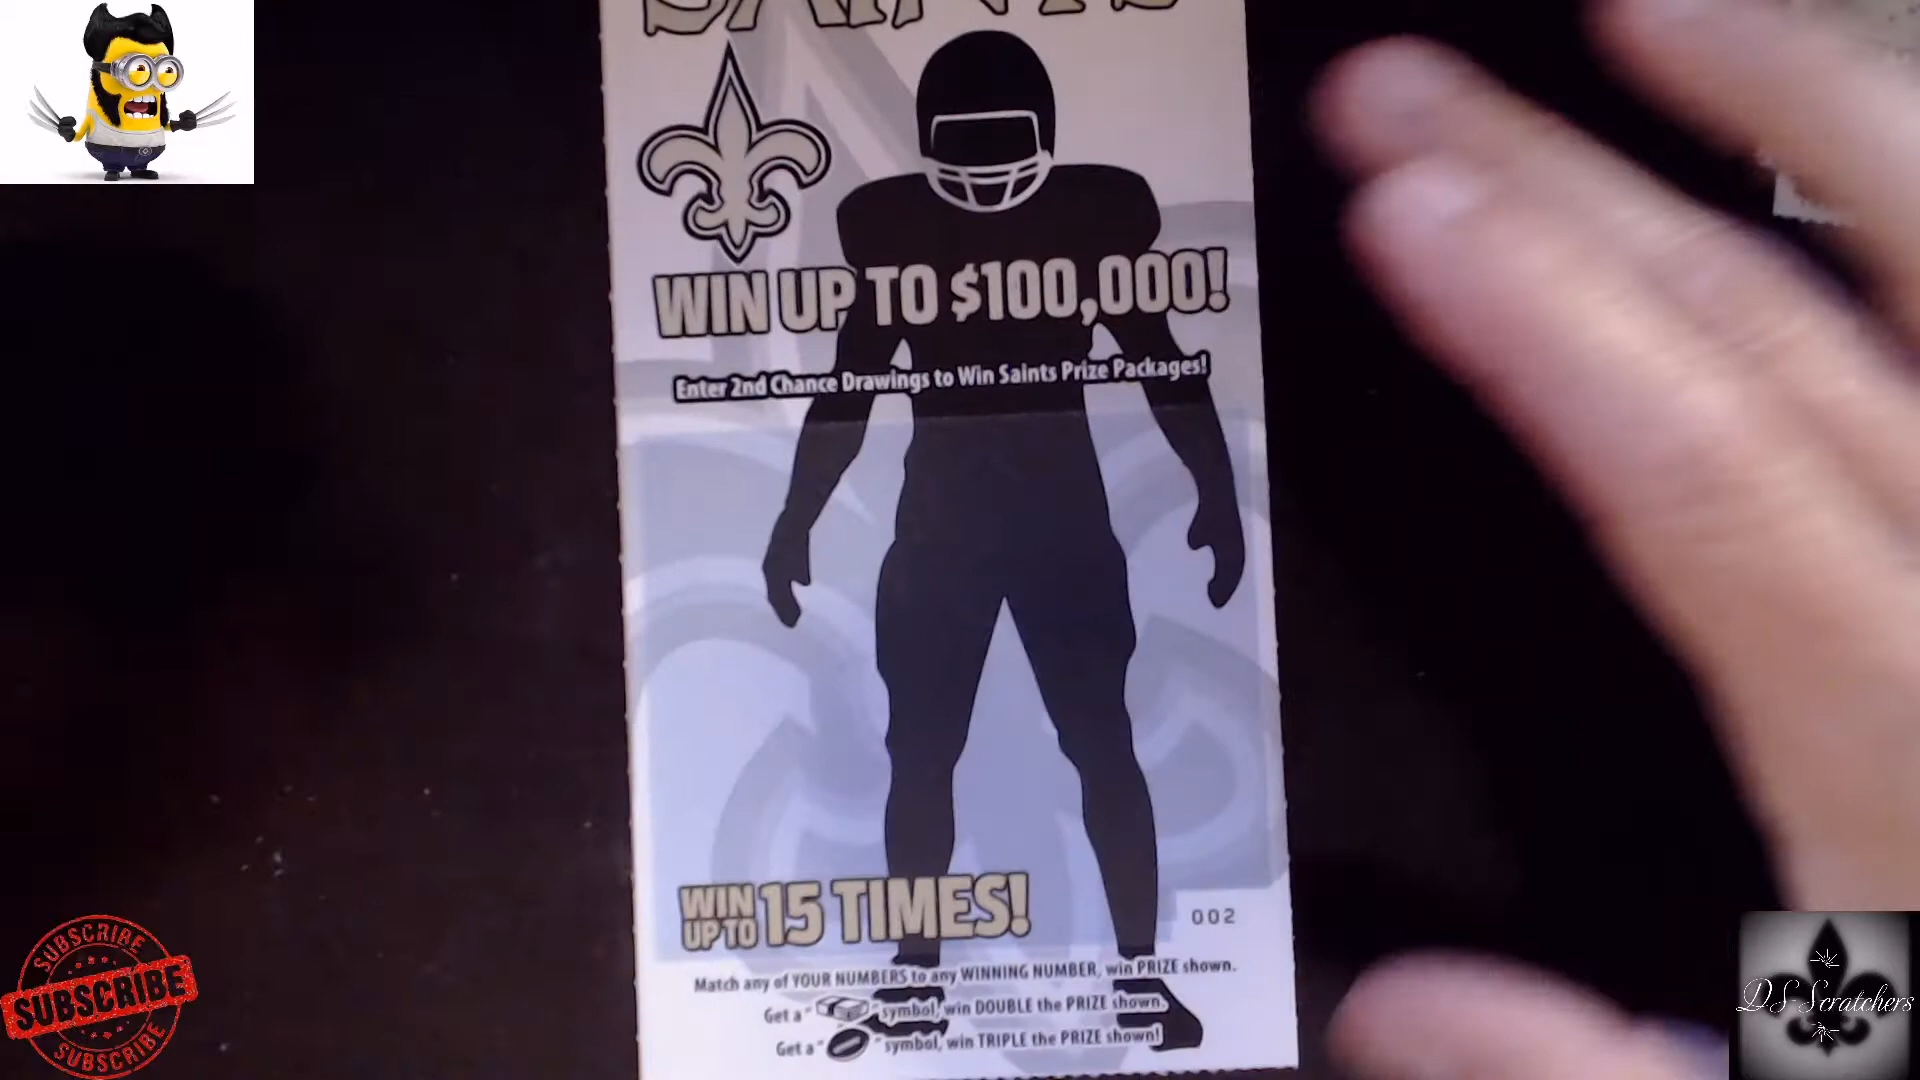 SAINTS
WIN UP TO $100,000!
Enter 2nd Chance Drawings to Win Saints Prize Packages!
WIN UP TO 15 TIMES!
002
Match any of YOUR NUMBERS to any WINNING NUMBER, win PRIZE shown.
Get a " " symbol, win DOUBLE the PRIZE shown.
Get a " " symbol, win TRIPLE the PRIZE shown!
SUBSCRIBE
SUBSCRIBE
SUBSCRIBE
DS-Scratchers